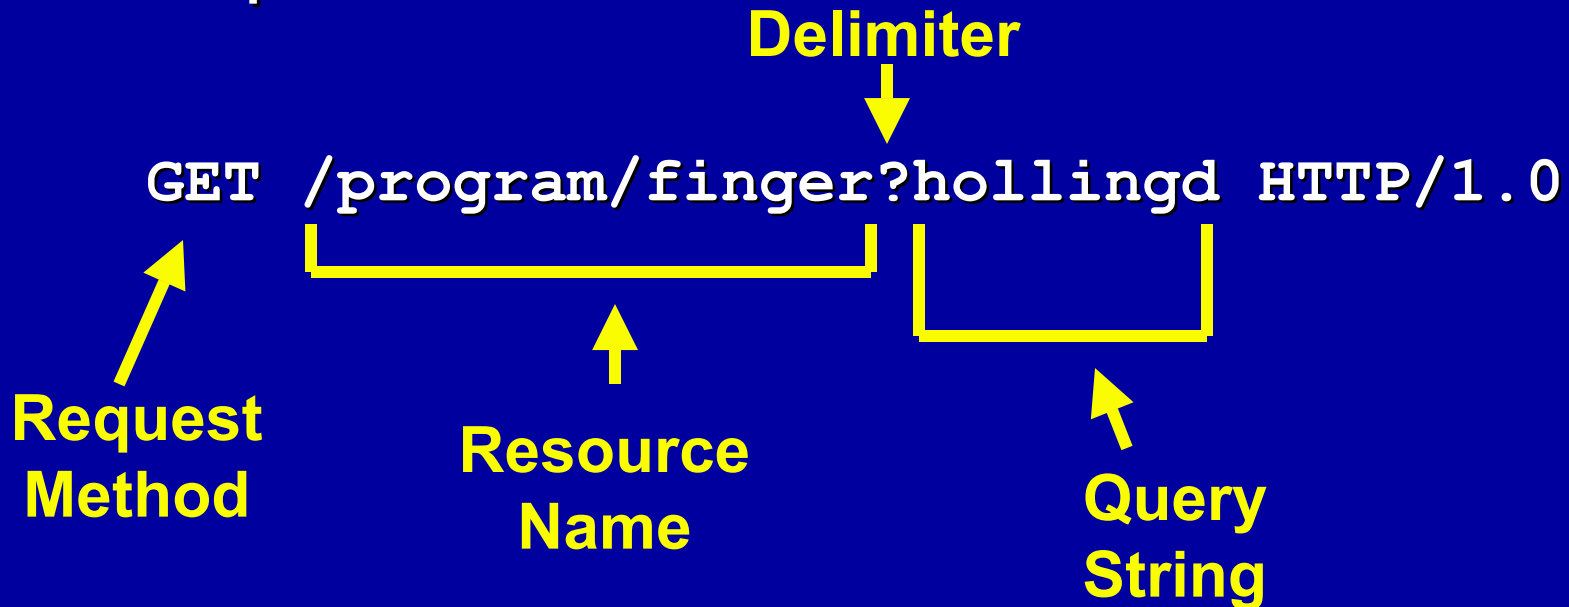 Delimiter
GET /program/finger?hollingd HTTP/1.0
Request
Method
Resource
Name
Query
String